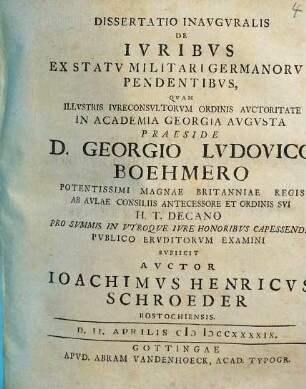 4
DISSERTATIO INAVGVRALIS
DE
IVRIBVS
EX STATV MILITARI GERMANORV
PENDENTIBVS,
QVAM
ILLVSTRIS IVRECONSVLTORVM ORDINIS AVCTORITATE
IN ACADEMIA GEORGIA AVGVSTA
PRAESIDE
D. GEORGIO LVDOVICO
BOEHMERO
POTENTISSIMI MAGNAE BRITANNIAE REGIS
AB AVLAE CONSILIIS ANTECESSORE ET ORDINIS SVI
H. T. DECANO
PRO SVMMIS IN VTROQVE IVRE HONORIBVS CAPESSEND
PVBLICO ERVDITORVM EXAMINI
SVBIICIT
AVCTOR
IOACHIMVS HENRICVS
SCHROEDER
ROSTOCHIENSIS.
D. II. APRILIS CIↃ IↃCCXXXXIX.
GOTTINGAE
APVD. ABRAM VANDENHOECK, ACAD. TYPOGR.